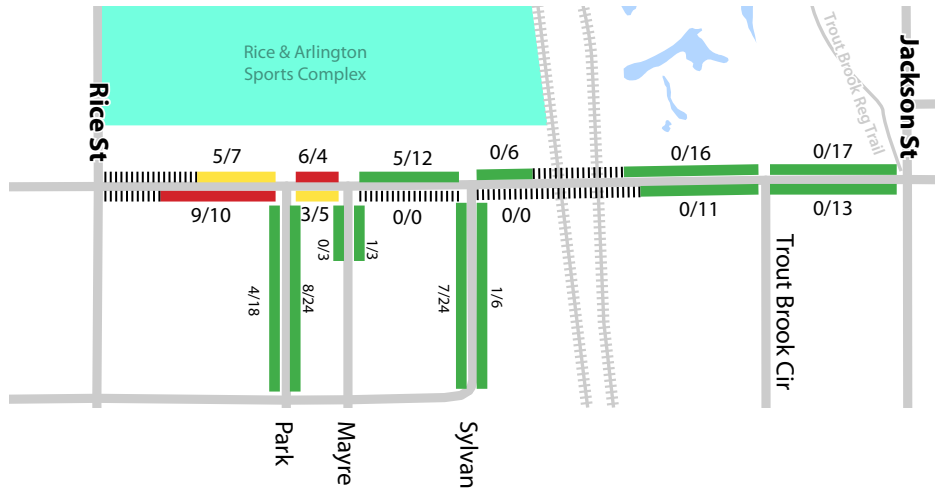 Rice & Arlington
Sports Complex
Rice St
Jackson St
Trout Brook Reg Trail
5/7
6/4
5/12
0/6
0/16
0/17
9/10
3/5
0/0
0/0
0/11
0/13
0/3
1/3
4/18
8/24
7/24
1/6
Trout Brook Cir
Park
Mayre
Sylvan